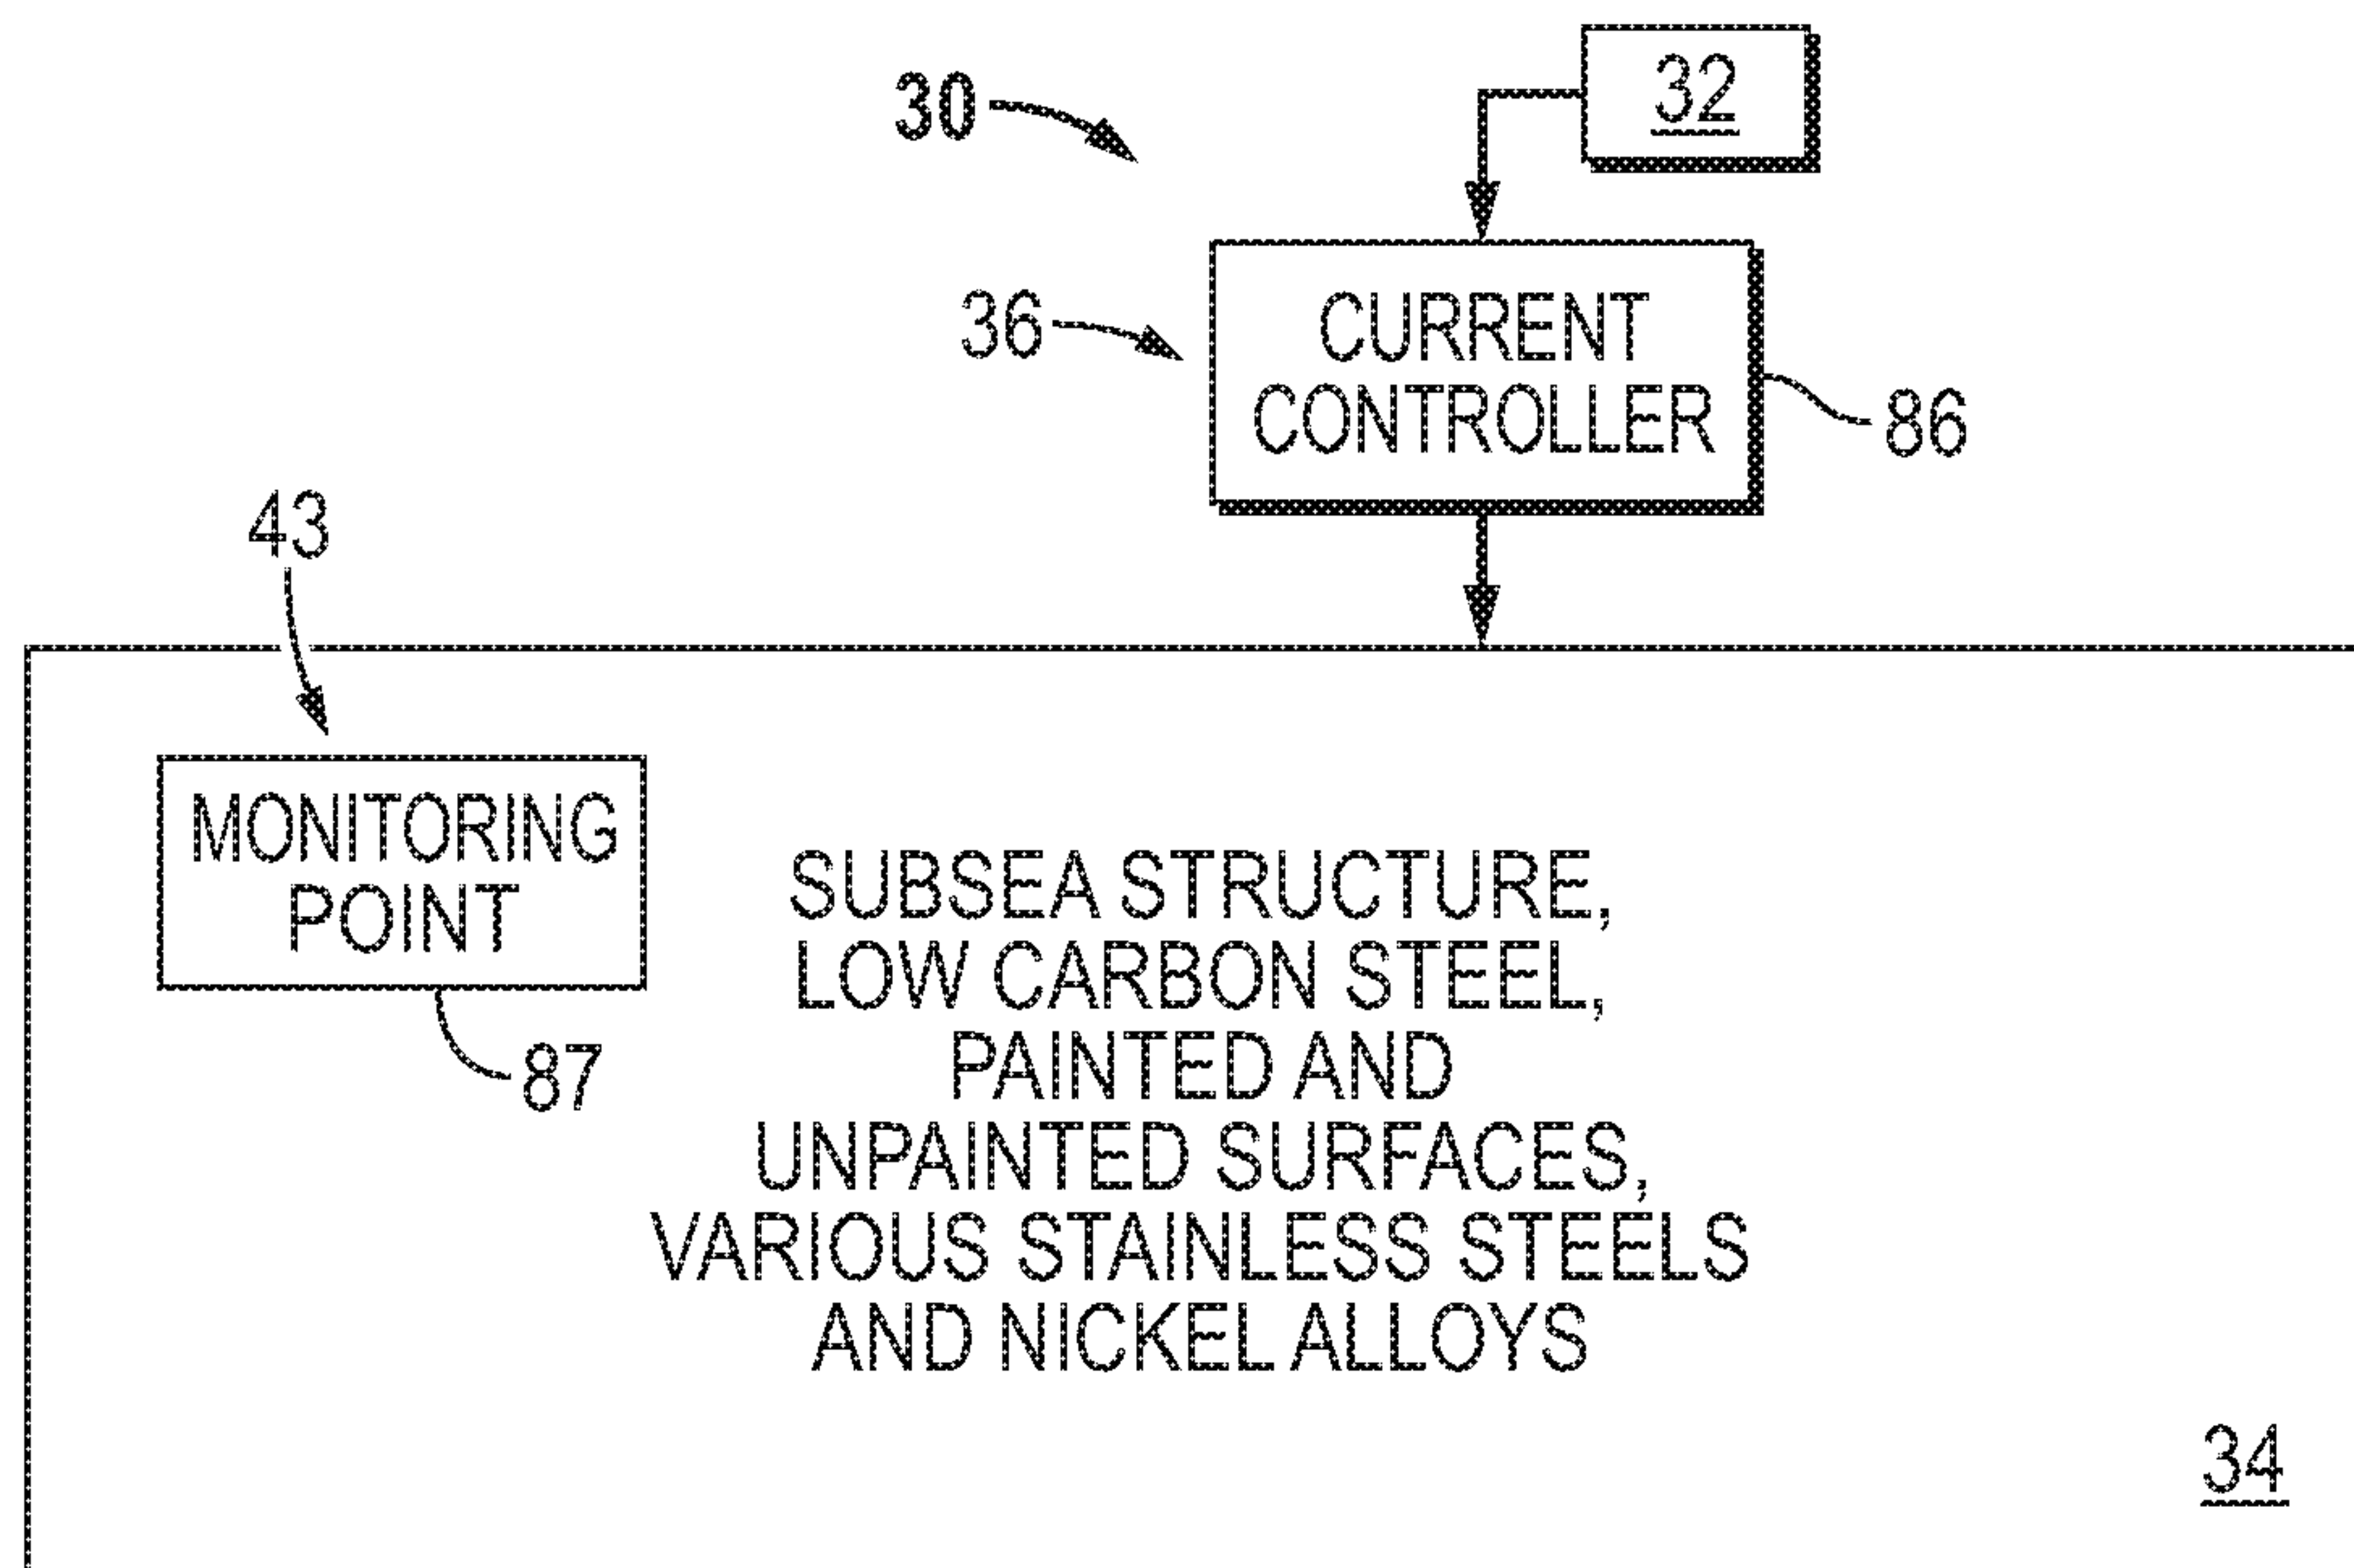 32
30
36
CURRENT
CONTROLLER
86
43
MONITORING
POINT
87
SUBSEA STRUCTURE,
LOW CARBON STEEL,
PAINTED AND
UNPAINTED SURFACES,
VARIOUS STAINLESS STEELS
AND NICKEL ALLOYS
34